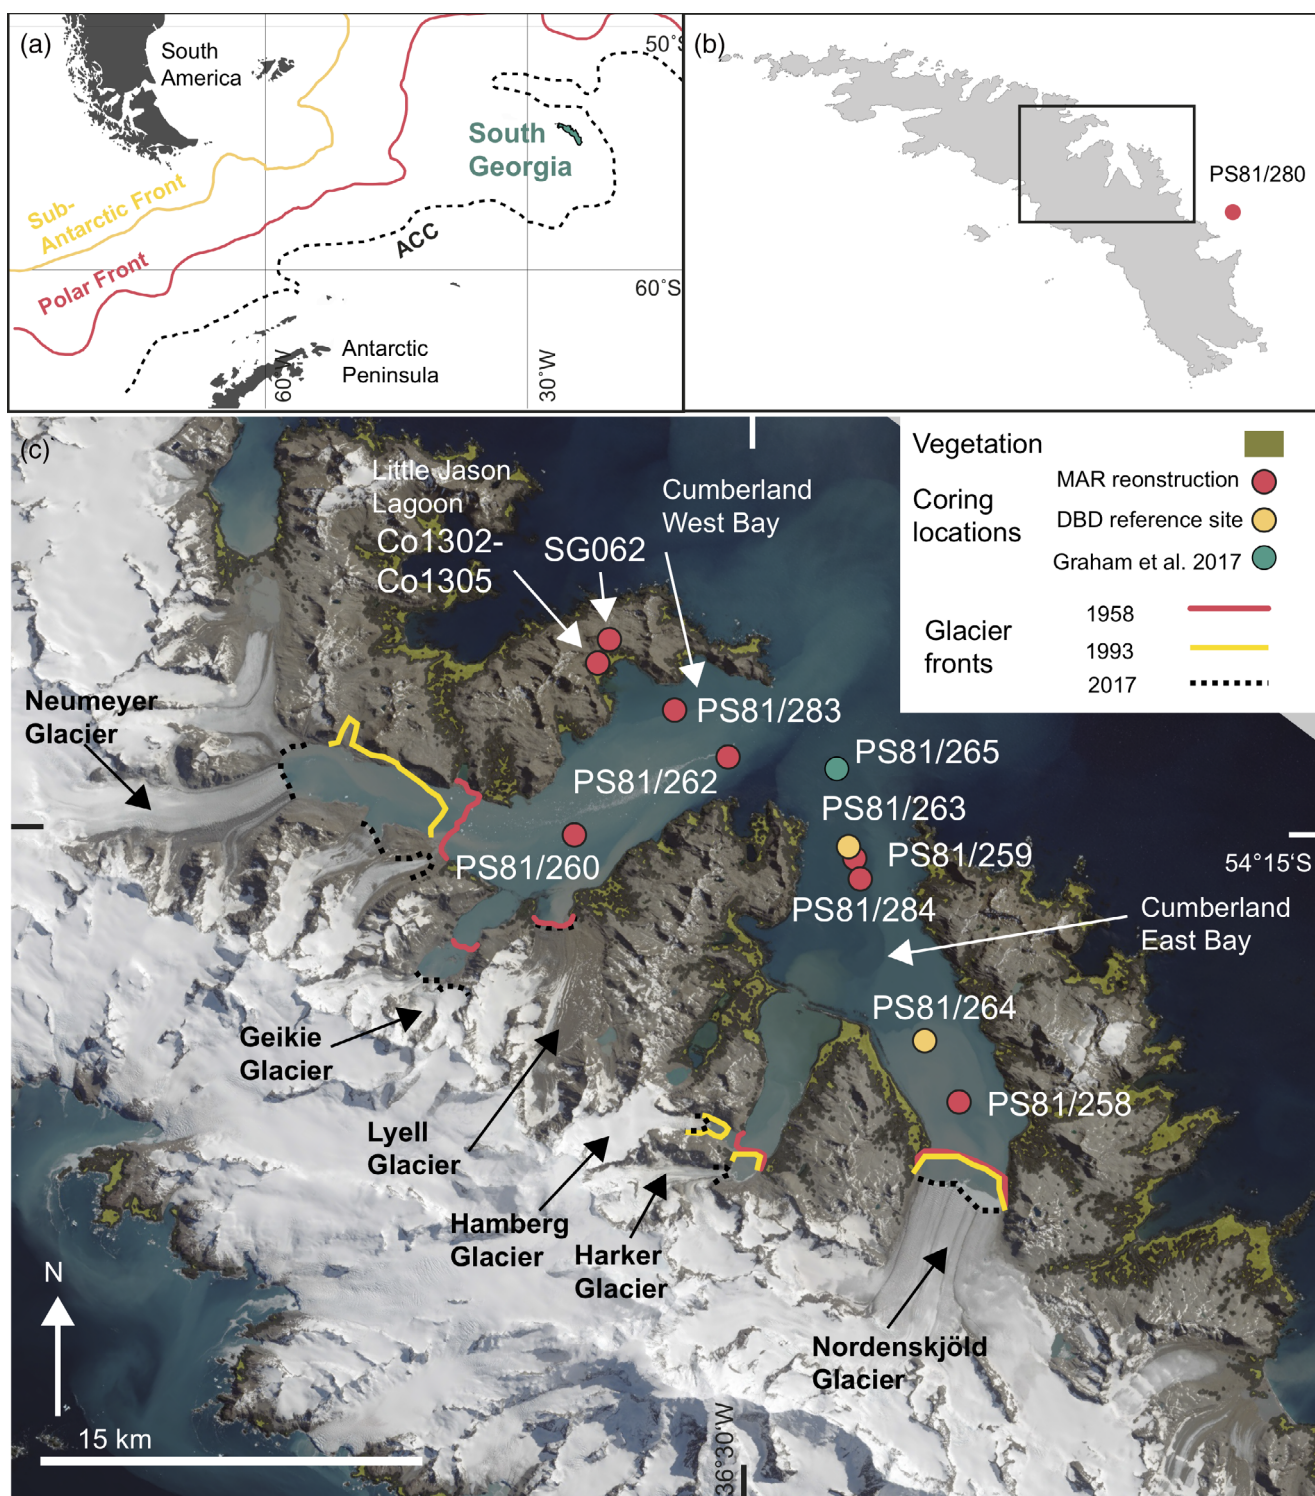 (a)
South
America
50°S
South
Georgia
Sub-
Antarctic Front
Polar Front
ACC
60°S
Antarctic
Peninsula
60°W
30°W
(b)
PS81/280
(c)
Vegetation
Coring
locations
MAR reonstruction
DBD reference site
Graham et al. 2017
Glacier
fronts
1958
1993
2017
Little Jason
Lagoon
Co1302-
Co1305
SG062
Cumberland
West Bay
Neumeyer
Glacier
PS81/283
PS81/262
PS81/265
PS81/263
PS81/260
PS81/259
54°15'S
PS81/284
Cumberland
East Bay
PS81/264
Geikie
Glacier
PS81/258
Lyell
Glacier
Hamberg
Glacier
Harker
Glacier
N
Nordenskjöld
Glacier
15 km
36°30'W